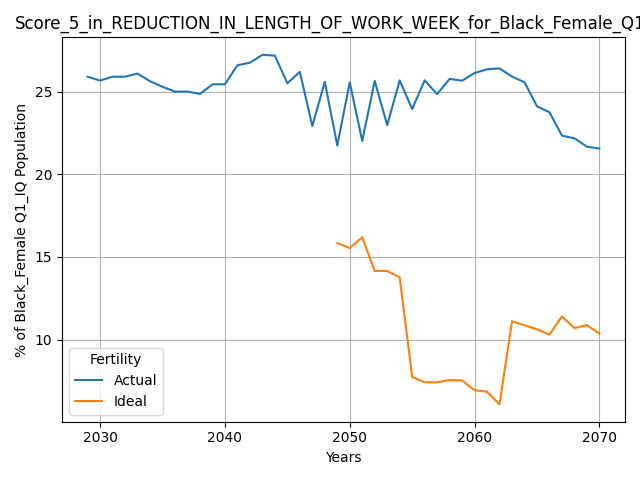 Score_5_in_REDUCTION_IN_LENGTH_OF_WORK_WEEK_for_Black_Female_Q1
% of Black_Female Q1_IQ Population
25
20
15
10
Fertility
Actual
Ideal
2030 2040 2050 2060 2070
Years